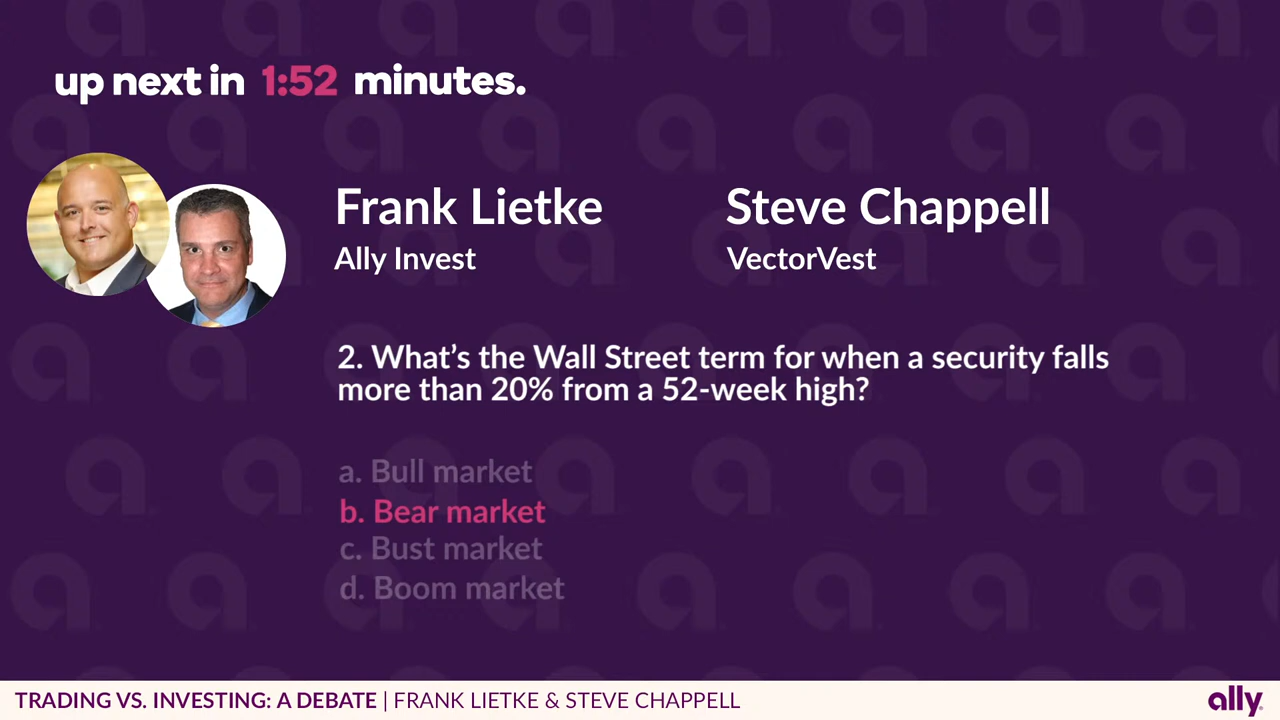 up next in 1:52 minutes.
Frank Lietke
Steve Chappell
Ally Invest
VectorVest
2. What's the Wall Street term for when a security falls
more than 20% from a 52-week high?
a. Bull market
b. Bear market
c. Bust market
d. Boom market
TRADING VS. INVESTING: A DEBATE | FRANK LIETKE & STEVE CHAPPELL
ally.